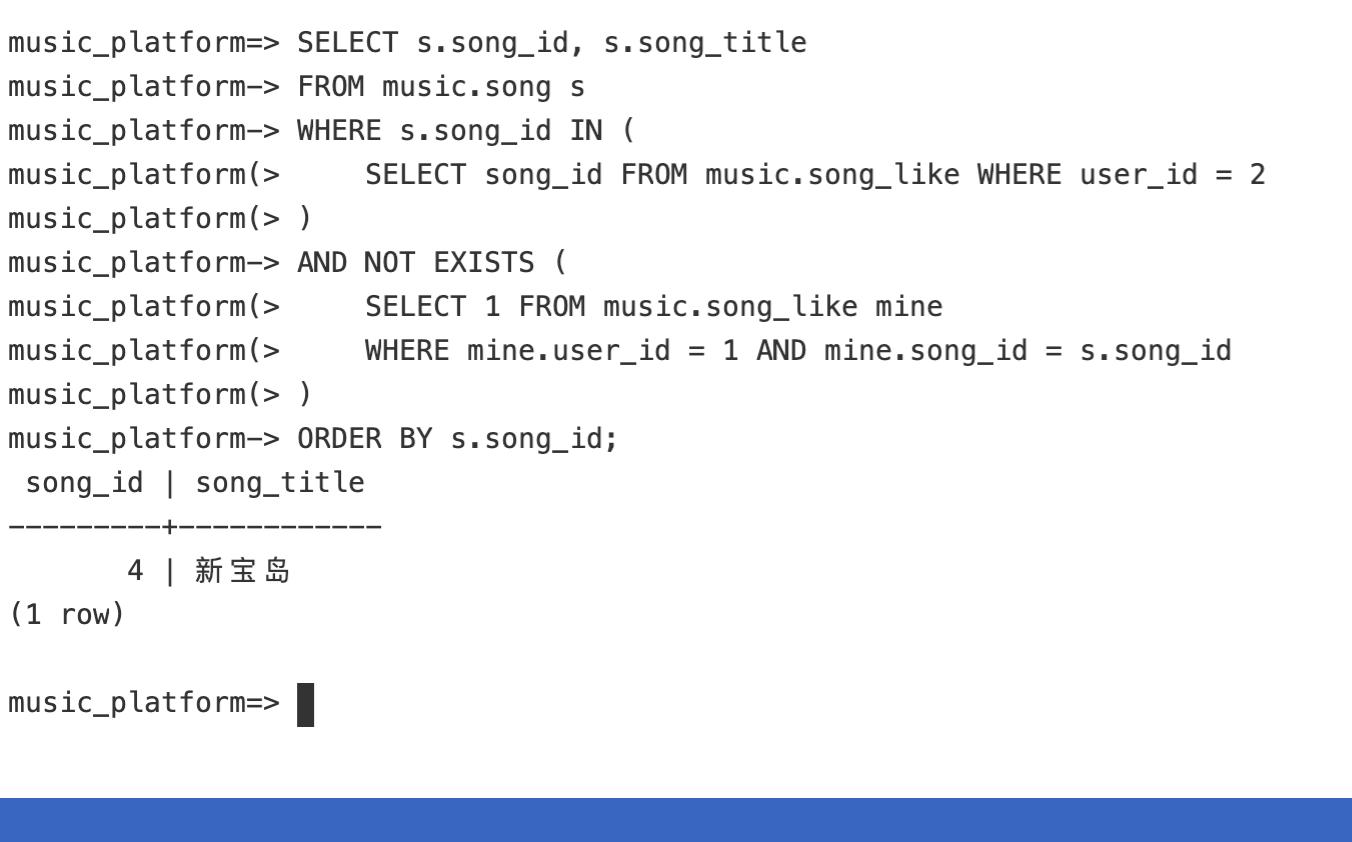 music_platform=> SELECT s.song_id, s.song_title
music_platform-> FROM music.song s
music_platform-> WHERE s.song_id IN (
music_platform(>     SELECT song_id FROM music.song_like WHERE user_id = 2
music_platform(> )
music_platform-> AND NOT EXISTS (
music_platform(>     SELECT 1 FROM music.song_like mine
music_platform(>     WHERE mine.user_id = 1 AND mine.song_id = s.song_id
music_platform(> )
music_platform-> ORDER BY s.song_id;
 song_id | song_title
---------+------------
       4 | 新宝岛
(1 row)
music_platform=>